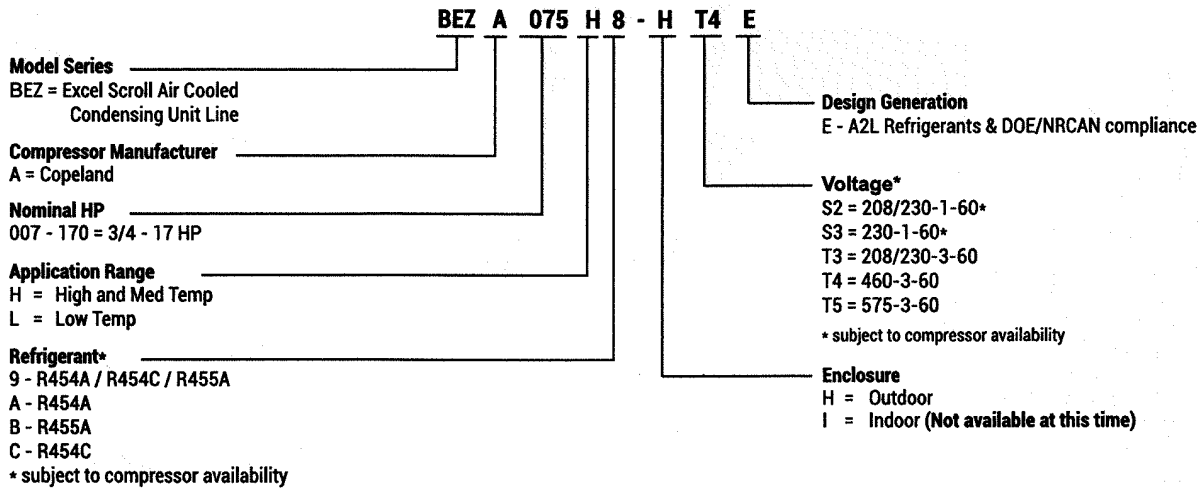 BEZ A 075 H 8 - H T4 E
Model Series
BEZ = Excel Scroll Air Cooled
Condensing Unit Line
Compressor Manufacturer
A = Copeland
Nominal HP
007 - 170 = 3/4 - 17 HP
Application Range
H = High and Med Temp
L = Low Temp
Refrigerant*
9 - R454A / R454C / R455A
A - R454A
B - R455A
C - R454C
* subject to compressor availability
Design Generation
E - A2L Refrigerants & DOE/NRCAN compliance
Voltage*
S2 = 208/230-1-60*
S3 = 230-1-60*
T3 = 208/230-3-60
T4 = 460-3-60
T5 = 575-3-60
* subject to compressor availability
Enclosure
H = Outdoor
I = Indoor (Not available at this time)